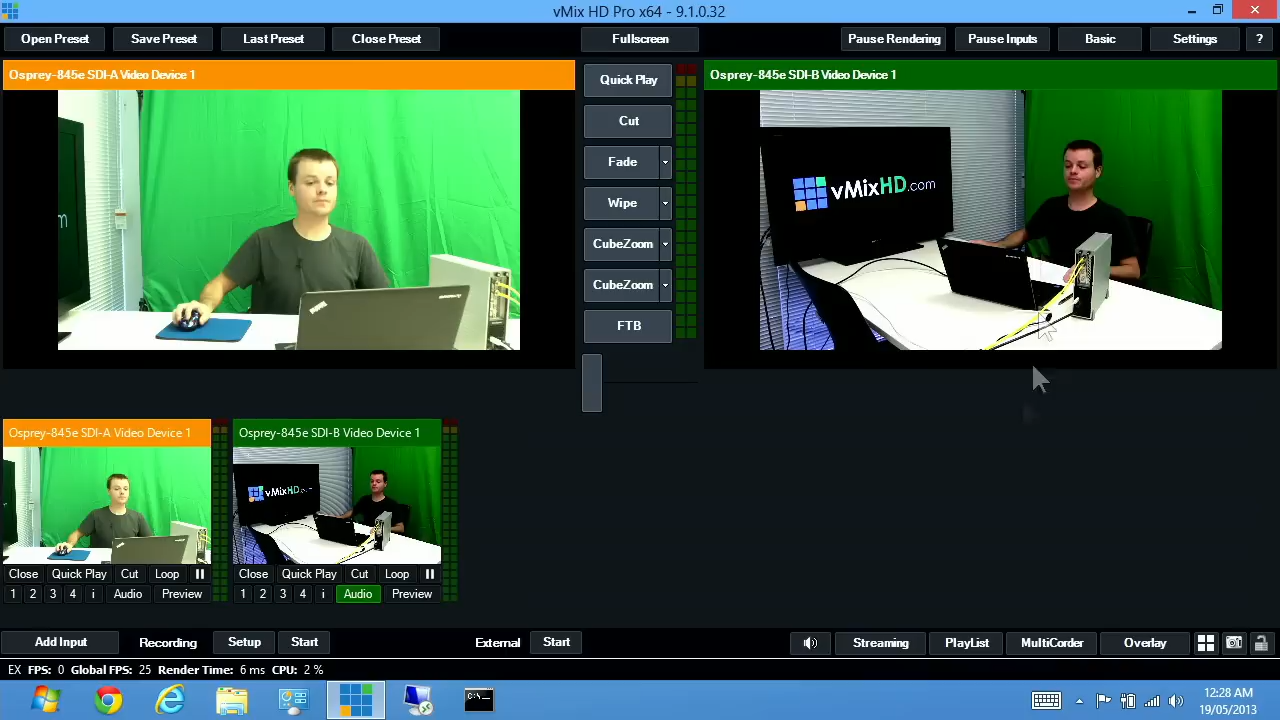 vMix HD Pro x64 - 9.1.0.32
Open Preset Save Preset Last Preset Close Preset Fullscreen Pause Rendering Pause Inputs Basic Settings ?
Osprey-845e SDI-A Video Device 1
Quick Play
Cut
Fade
Wipe
CubeZoom
CubeZoom
FTB
Osprey-845e SDI-B Video Device 1
vMixHD.com
Osprey-845e SDI-A Video Device 1
Close Quick Play Cut Loop
1 2 3 4 i Audio Preview
Osprey-845e SDI-B Video Device 1
vMixHD.com
Close Quick Play Cut Loop
1 2 3 4 i Audio Preview
Add Input Recording Setup Start External Start Streaming PlayList MultiCorder Overlay
EX FPS: 0 Global FPS: 25 Render Time: 6 ms CPU: 2 %
12:28 AM
19/05/2013